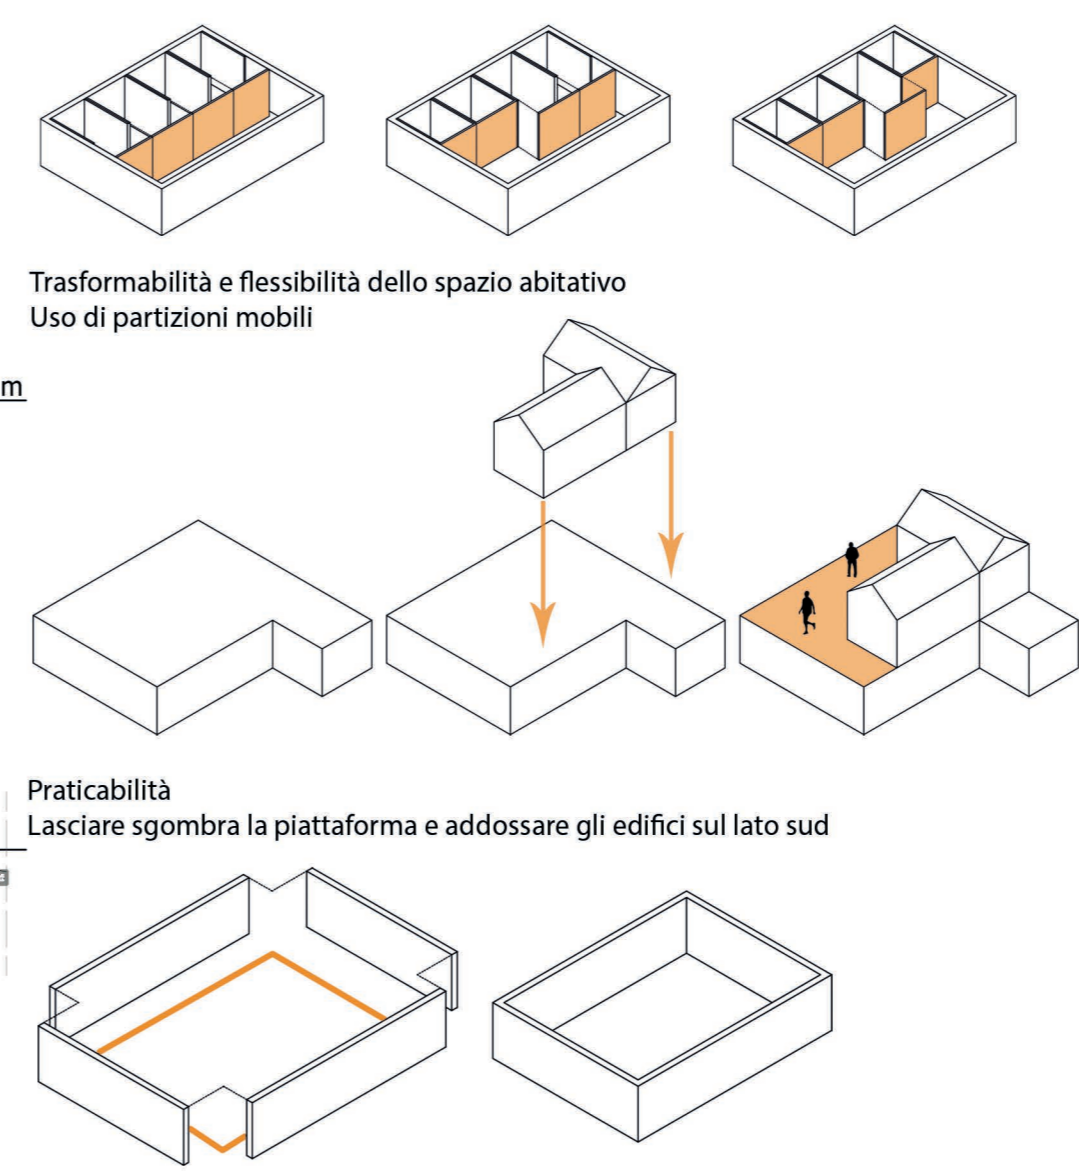 Trasformabilità e flessibilità dello spazio abitativo
Uso di partizioni mobili
m
Praticabilità
Lasciare sgombra la piattaforma e addossare gli edifici sul lato sud